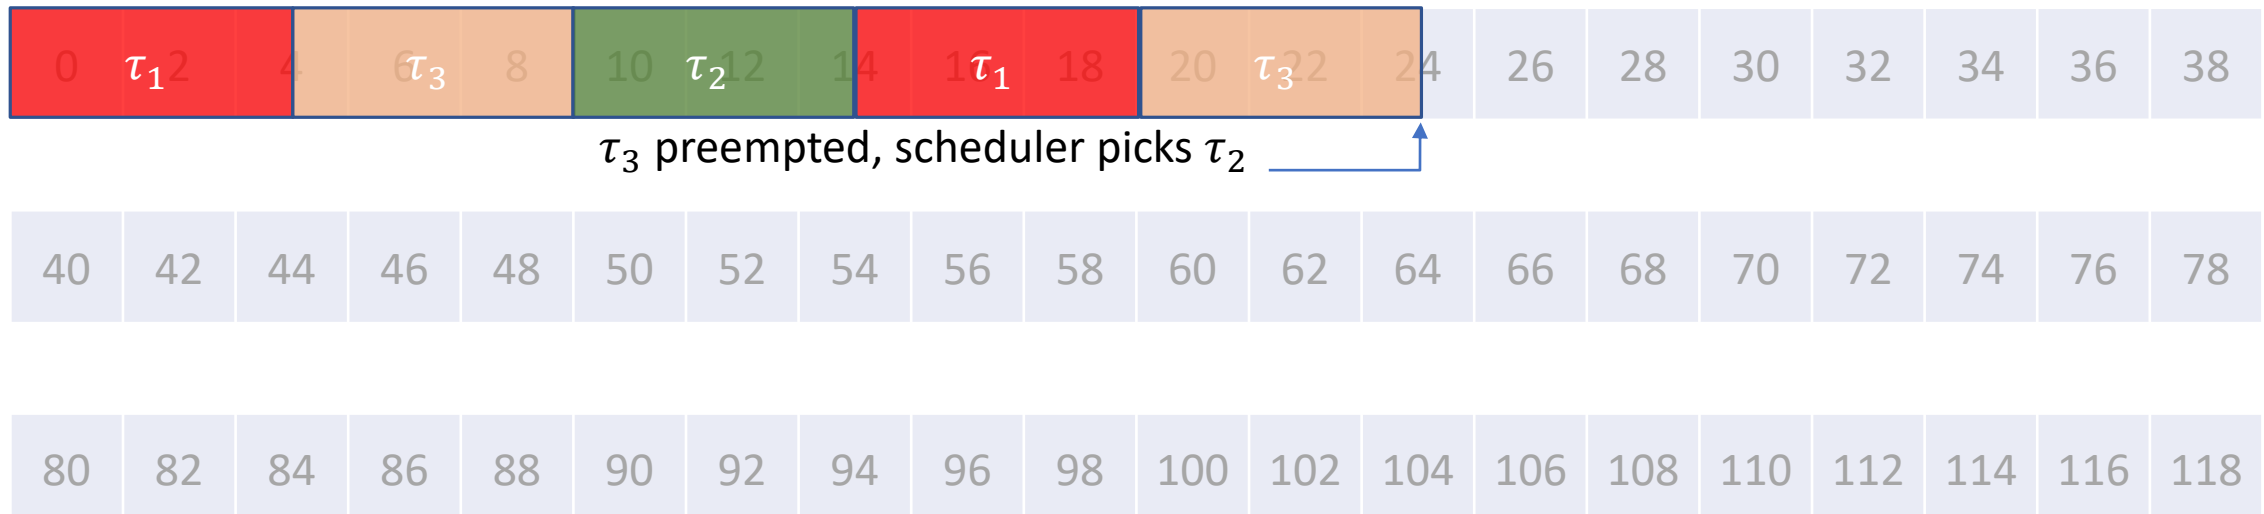 0 τ₁ 2 4 6 τ₃ 8 10 τ₂ 12 14 16 τ₁ 18 20 τ₃ 22 24 26 28 30 32 34 36 38
τ₃ preempted, scheduler picks τ₂
40 42 44 46 48 50 52 54 56 58 60 62 64 66 68 70 72 74 76 78
80 82 84 86 88 90 92 94 96 98 100 102 104 106 108 110 112 114 116 118